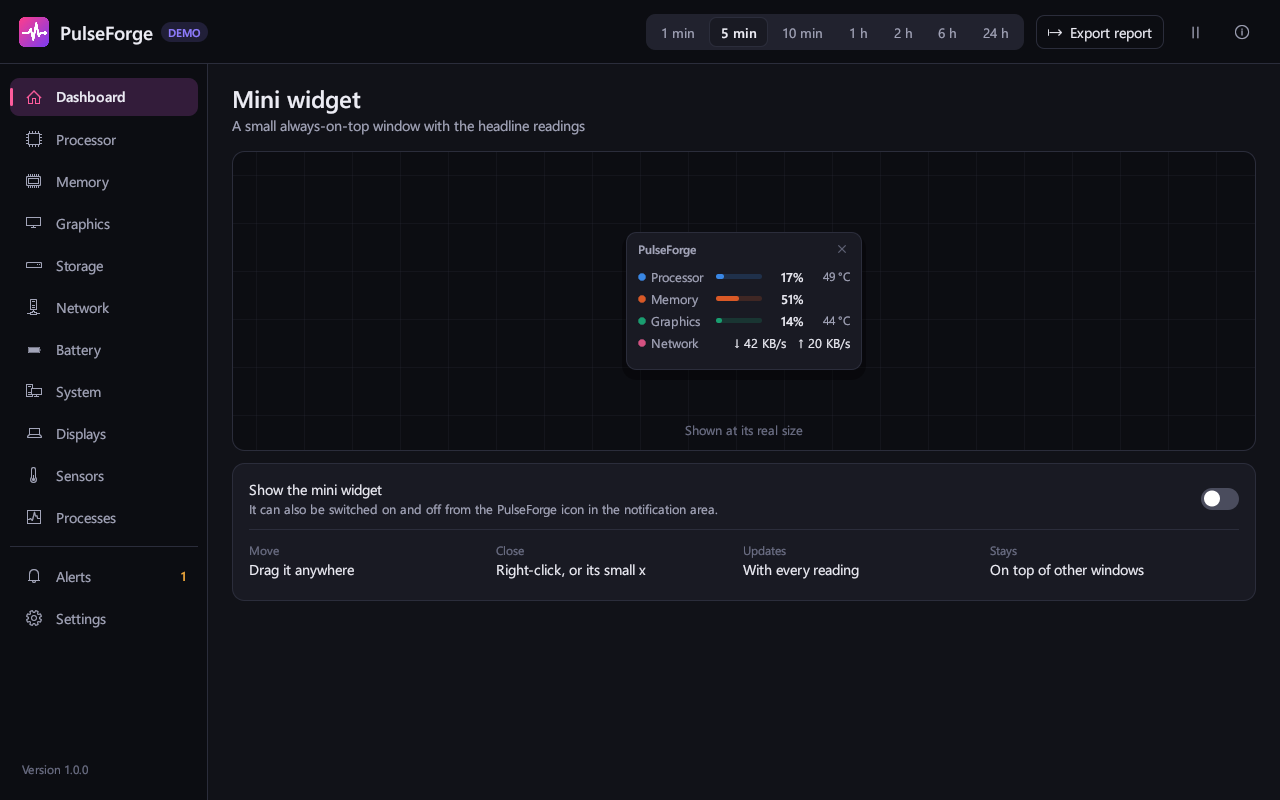 PulseForge DEMO
1 min 5 min 10 min 1 h 2 h 6 h 24 h
Export report
Dashboard
Processor
Memory
Graphics
Storage
Network
Battery
System
Displays
Sensors
Processes
Alerts 1
Settings
Version 1.0.0
Mini widget
A small always-on-top window with the headline readings
PulseForge
Processor 17% 49 °C
Memory 51%
Graphics 14% 44 °C
Network ↓ 42 KB/s ↑ 20 KB/s
Shown at its real size
Show the mini widget
It can also be switched on and off from the PulseForge icon in the notification area.
Move
Drag it anywhere
Close
Right-click, or its small x
Updates
With every reading
Stays
On top of other windows